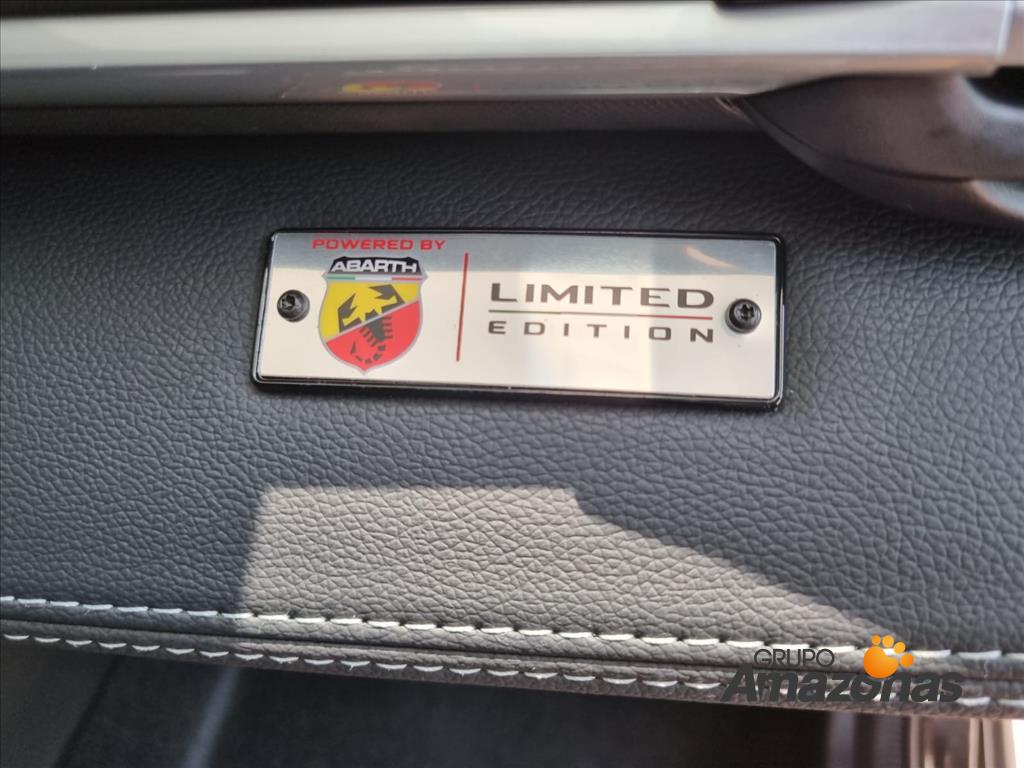 POWERED BY
ABARTH
LIMITED
EDITION
GRUPO
Amazonas